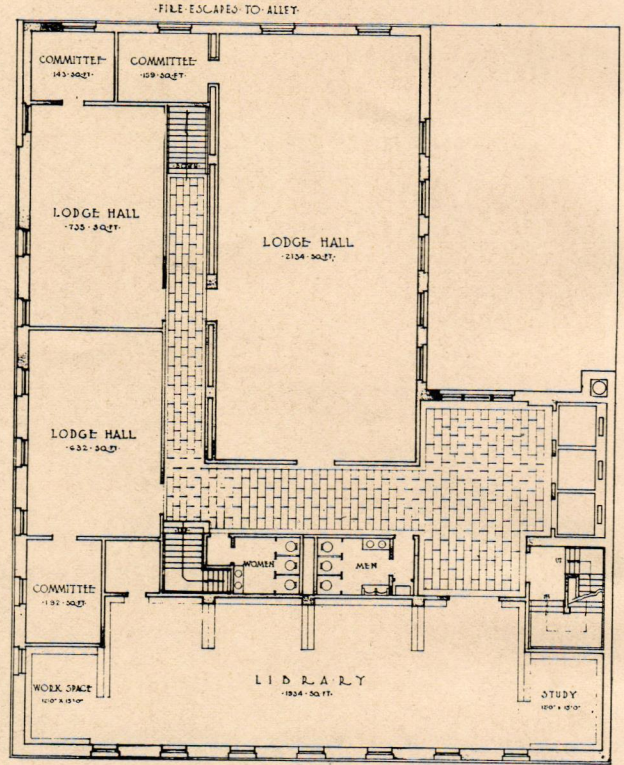 ·FIRE·ESCAPES·TO·ALLEY·
COMMITTEE
·143·SQ·FT·
COMMITTEE
·159·SQ·FT·
DOWN
LODGE HALL
·735·SQ·FT·
LODGE HALL
·2134·SQ·FT·
LODGE HALL
·632·SQ·FT·
UP
WOMEN
MEN
COMMITTEE
·192·SQ·FT·
LIBRARY
·1934·SQ·FT·
WORK SPACE
STUDY